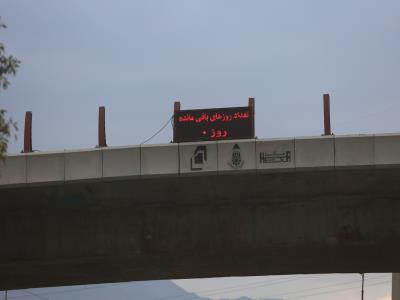 تعداد روزهای باقی مانده
۰ روز